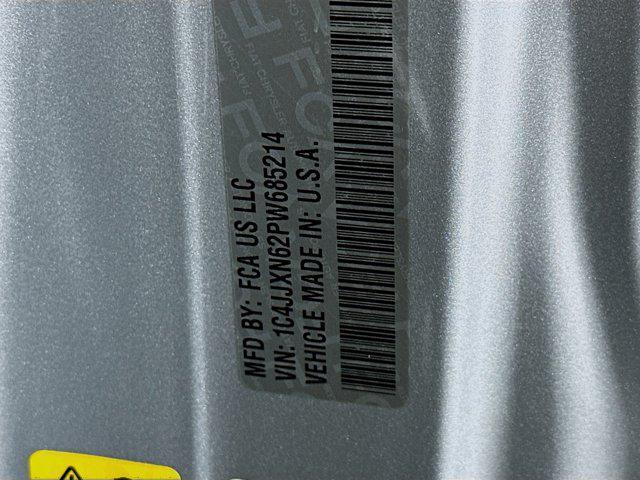 MFD BY: FCA US LLC
VIN: 1C4JJXN62PW685214
VEHICLE MADE IN: U.S.A.